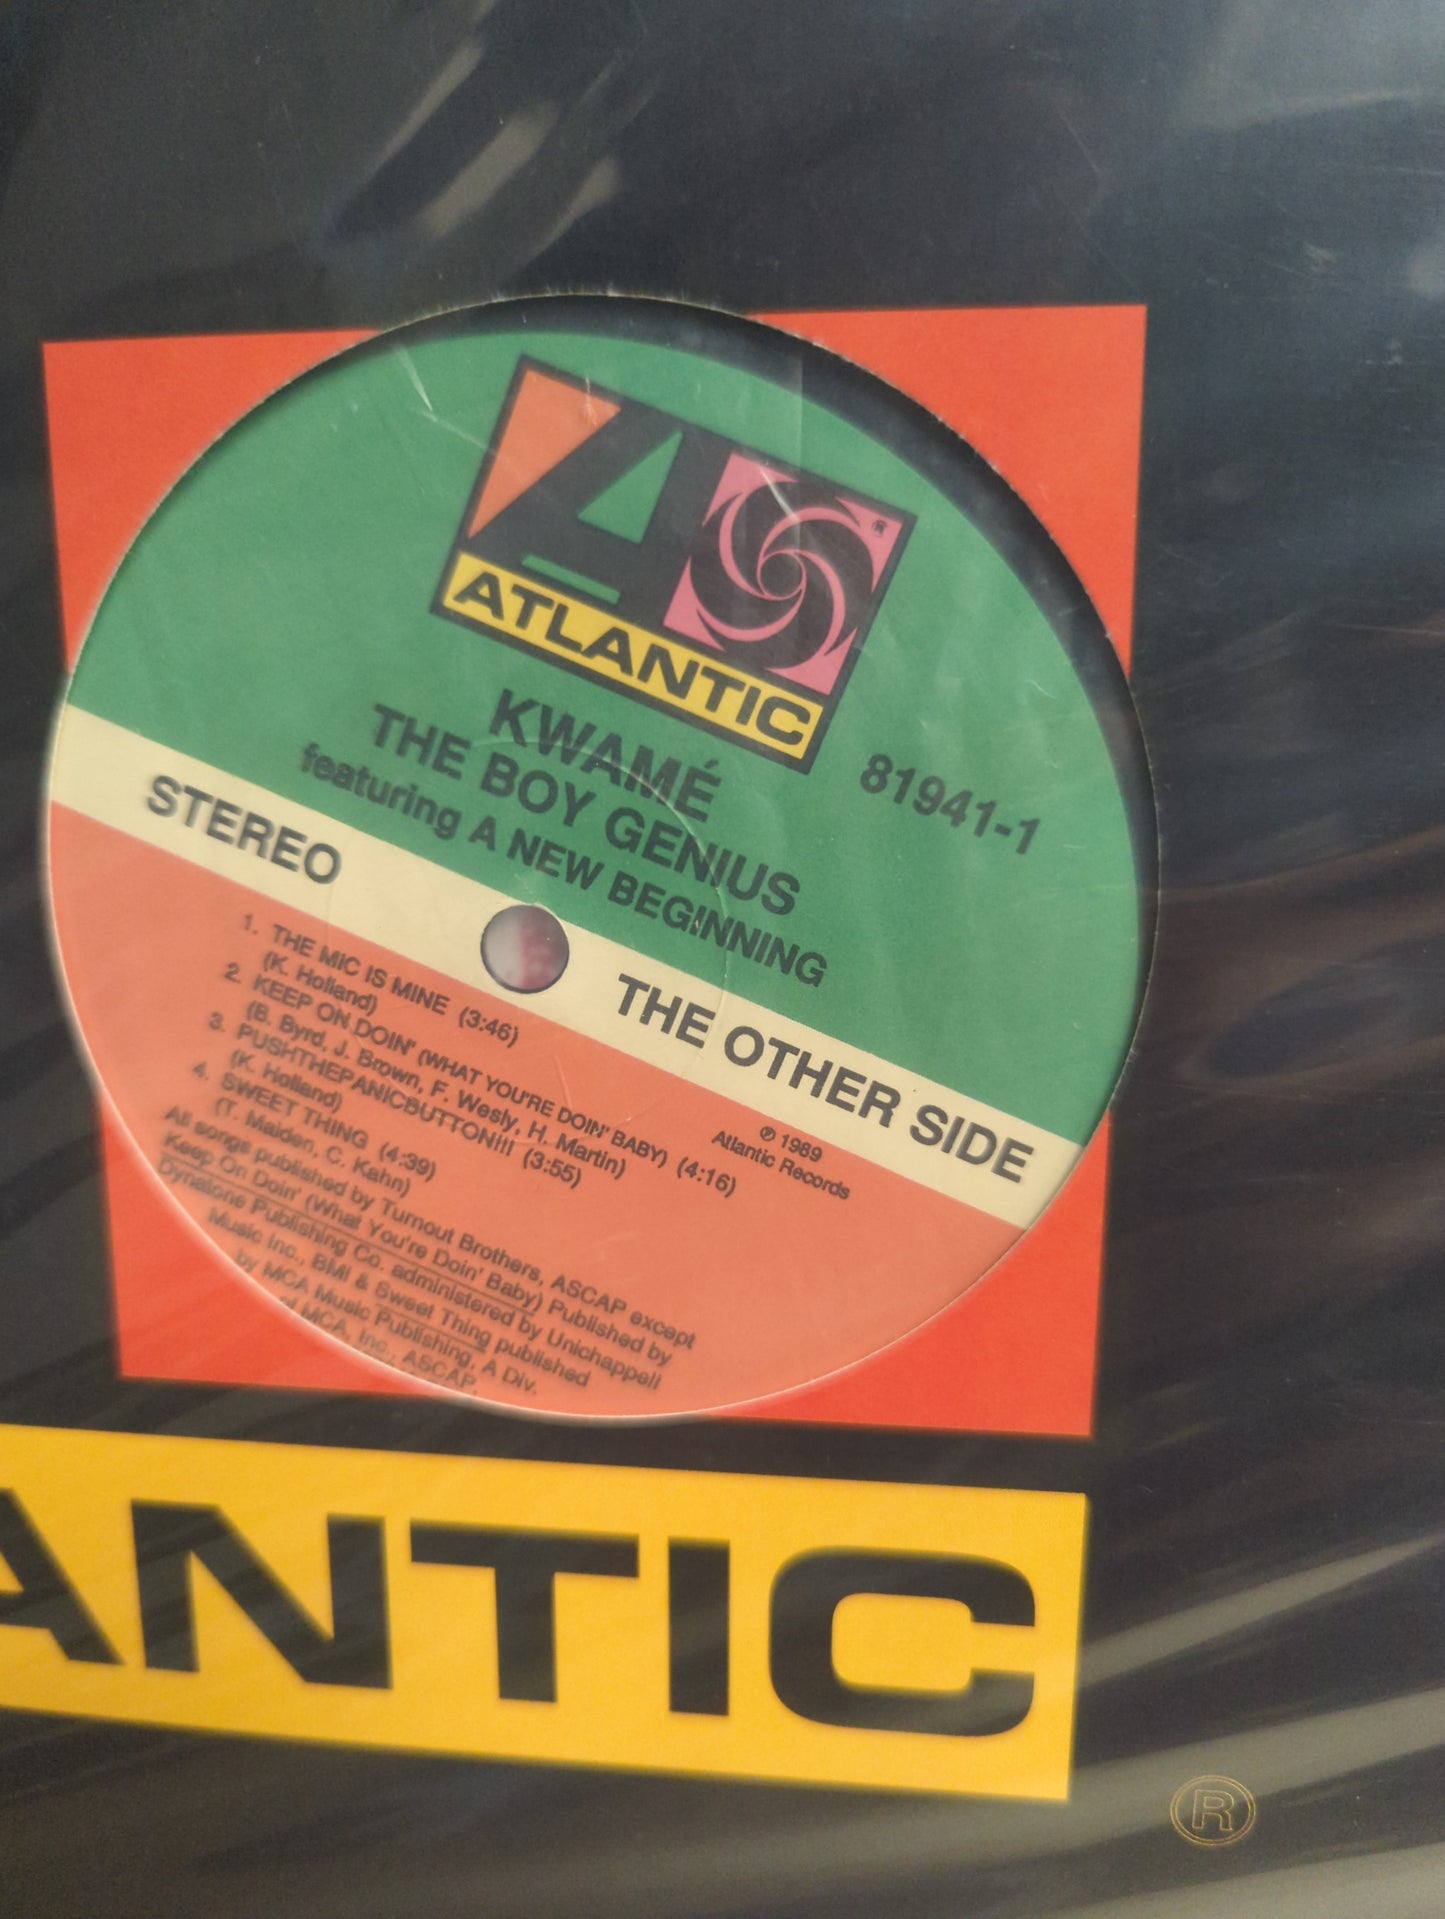 ATLANTIC
®
81941-1
KWAMÉ
THE BOY GENIUS
featuring A NEW BEGINNING
STEREO
THE OTHER SIDE
1. THE MIC IS MINE (3:46)
(K. Holland)
2. KEEP ON DOIN' (WHAT YOU'RE DOIN' BABY) (4:16)
(B. Byrd, J. Brown, F. Wesly, H. Martin)
3. PUSHTHEPANICBUTTON!!! (3:55)
(K. Holland)
4. SWEET THING (4:39)
(T. Maiden, C. Kahn)
℗ 1989
Atlantic Records
All songs published by Turnout Brothers, ASCAP except
Keep On Doin' (What You're Doin' Baby) Published by
Dynatone Publishing Co. administered by Unichappell
Music Inc., BMI & Sweet Thing published
by MCA Music Publishing, A Div.
of MCA, Inc., ASCAP.
ANTIC
®